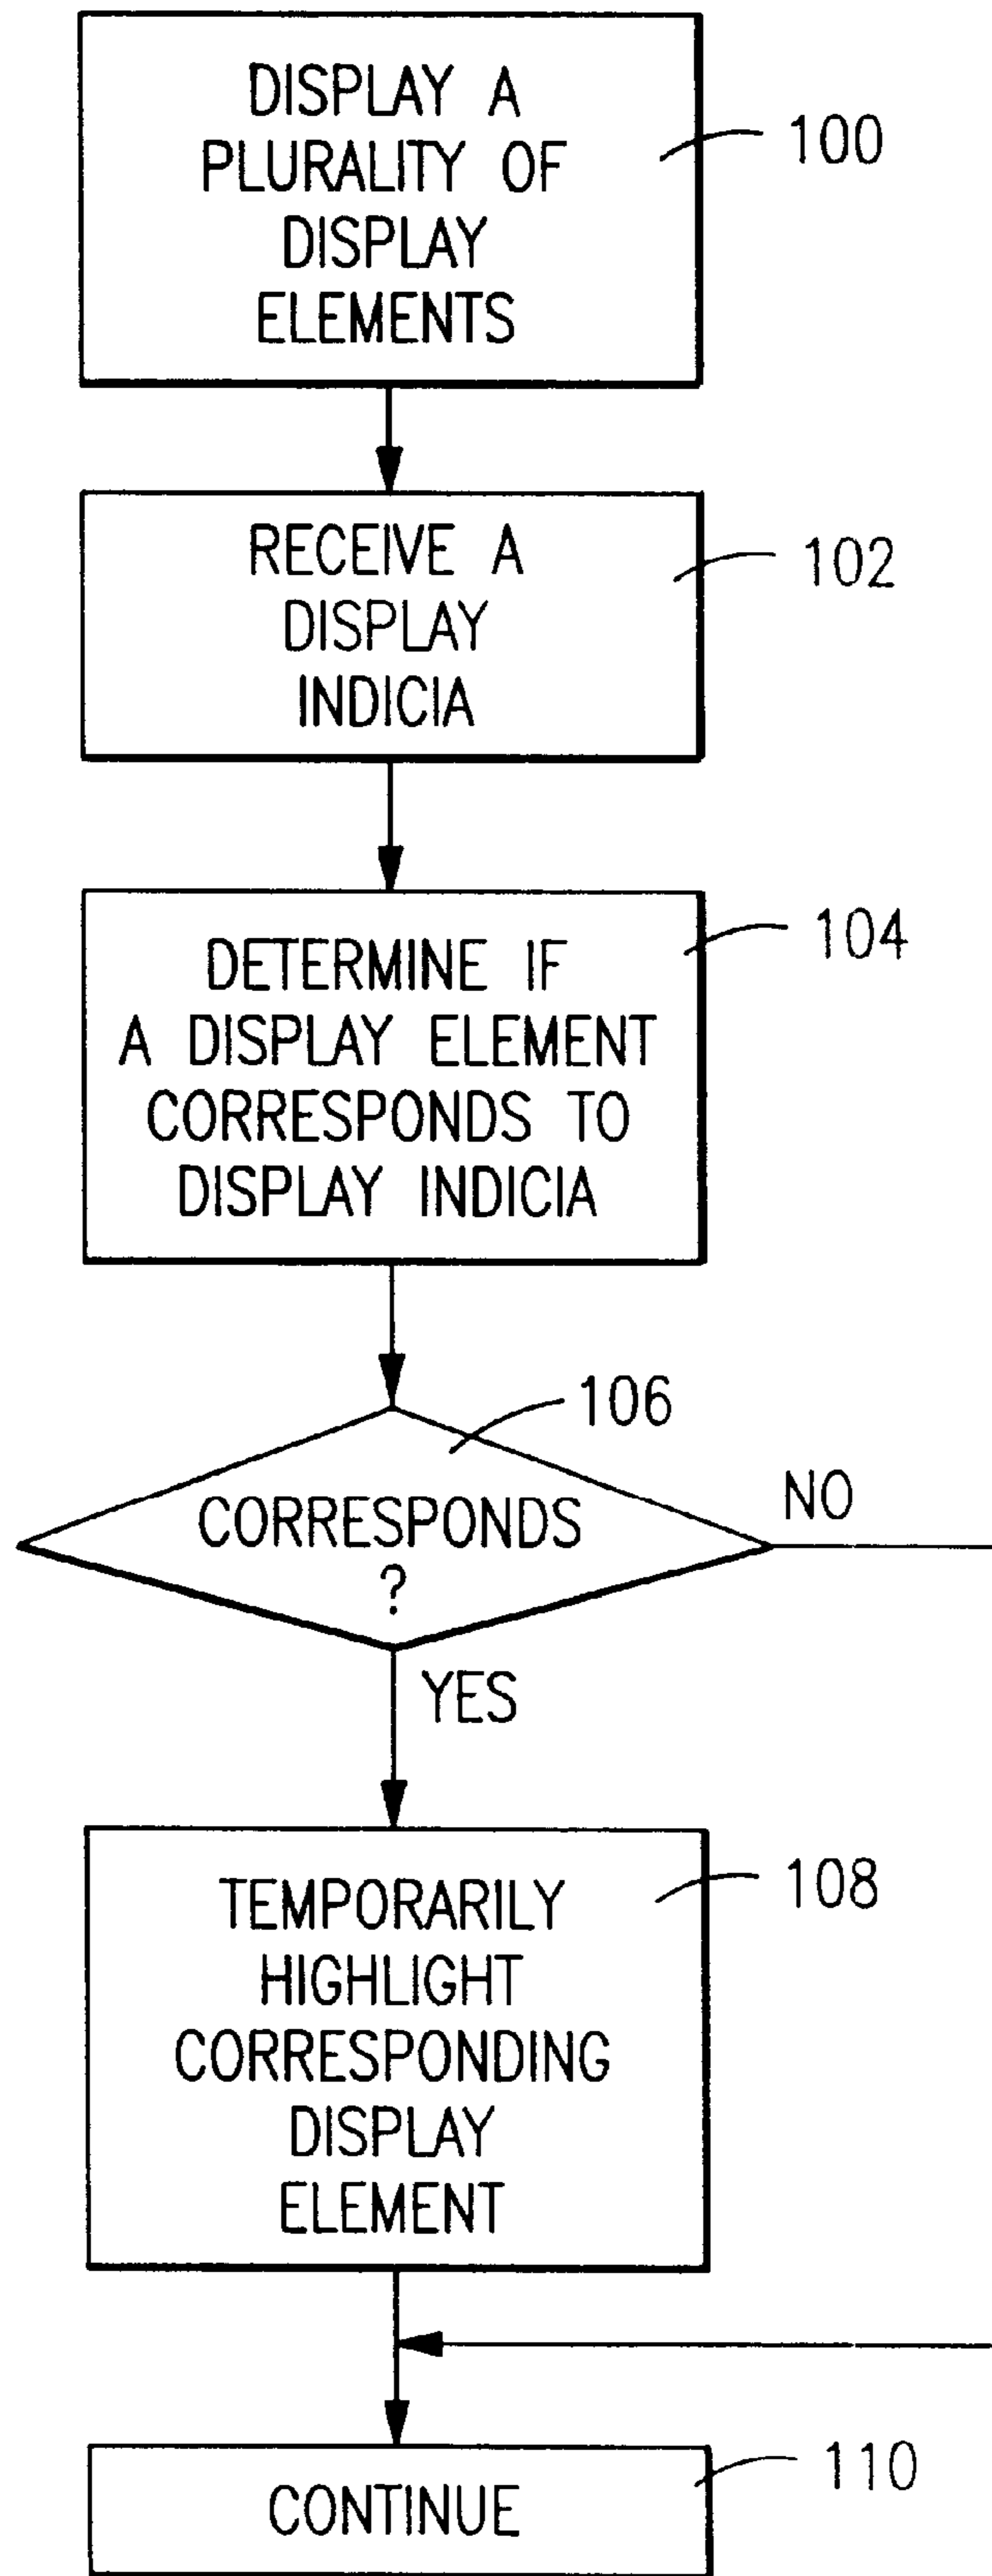 DISPLAY A
PLURALITY OF
DISPLAY
ELEMENTS
100
RECEIVE A
DISPLAY
INDICIA
102
DETERMINE IF
A DISPLAY ELEMENT
CORRESPONDS TO
DISPLAY INDICIA
104
106
CORRESPONDS
?
NO
YES
TEMPORARILY
HIGHLIGHT
CORRESPONDING
DISPLAY
ELEMENT
108
CONTINUE
110